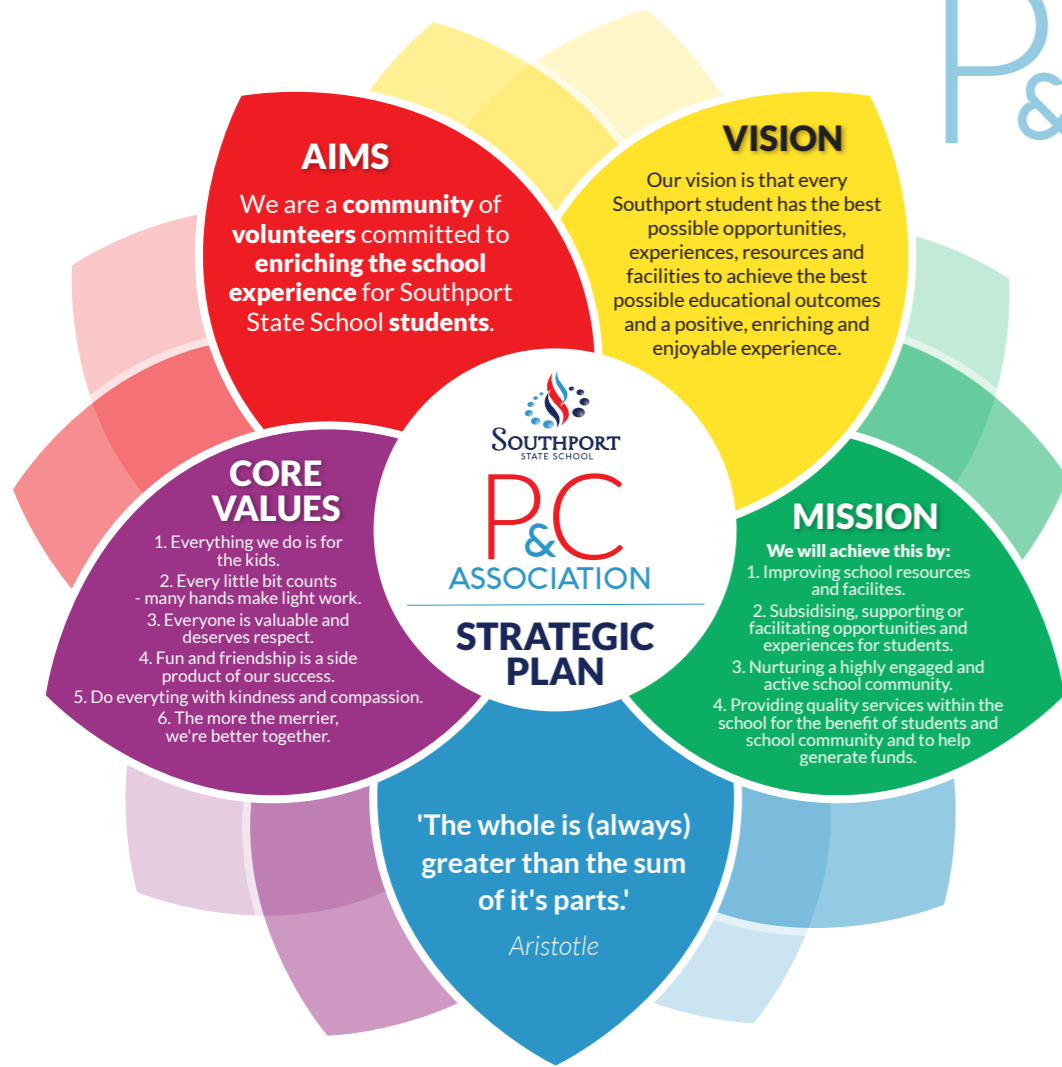 P&
AIMS
We are a community of
volunteers committed to
enriching the school
experience for Southport
State School students.
VISION
Our vision is that every
Southport student has the best
possible opportunities,
experiences, resources and
facilities to achieve the best
possible educational outcomes
and a positive, enriching and
enjoyable experience.
SOUTHPORT
STATE SCHOOL
P&C
ASSOCIATION
STRATEGIC
PLAN
CORE
VALUES
1. Everything we do is for
the kids.
2. Every little bit counts
- many hands make light work.
3. Everyone is valuable and
deserves respect.
4. Fun and friendship is a side
product of our success.
5. Do everyting with kindness and compassion.
6. The more the merrier,
we're better together.
MISSION
We will achieve this by:
1. Improving school resources
and facilites.
2. Subsidising, supporting or
facilitating opportunities and
experiences for students.
3. Nurturing a highly engaged and
active school community.
4. Providing quality services within the
school for the benefit of students and
school community and to help
generate funds.
'The whole is (always)
greater than the sum
of it's parts.'
Aristotle